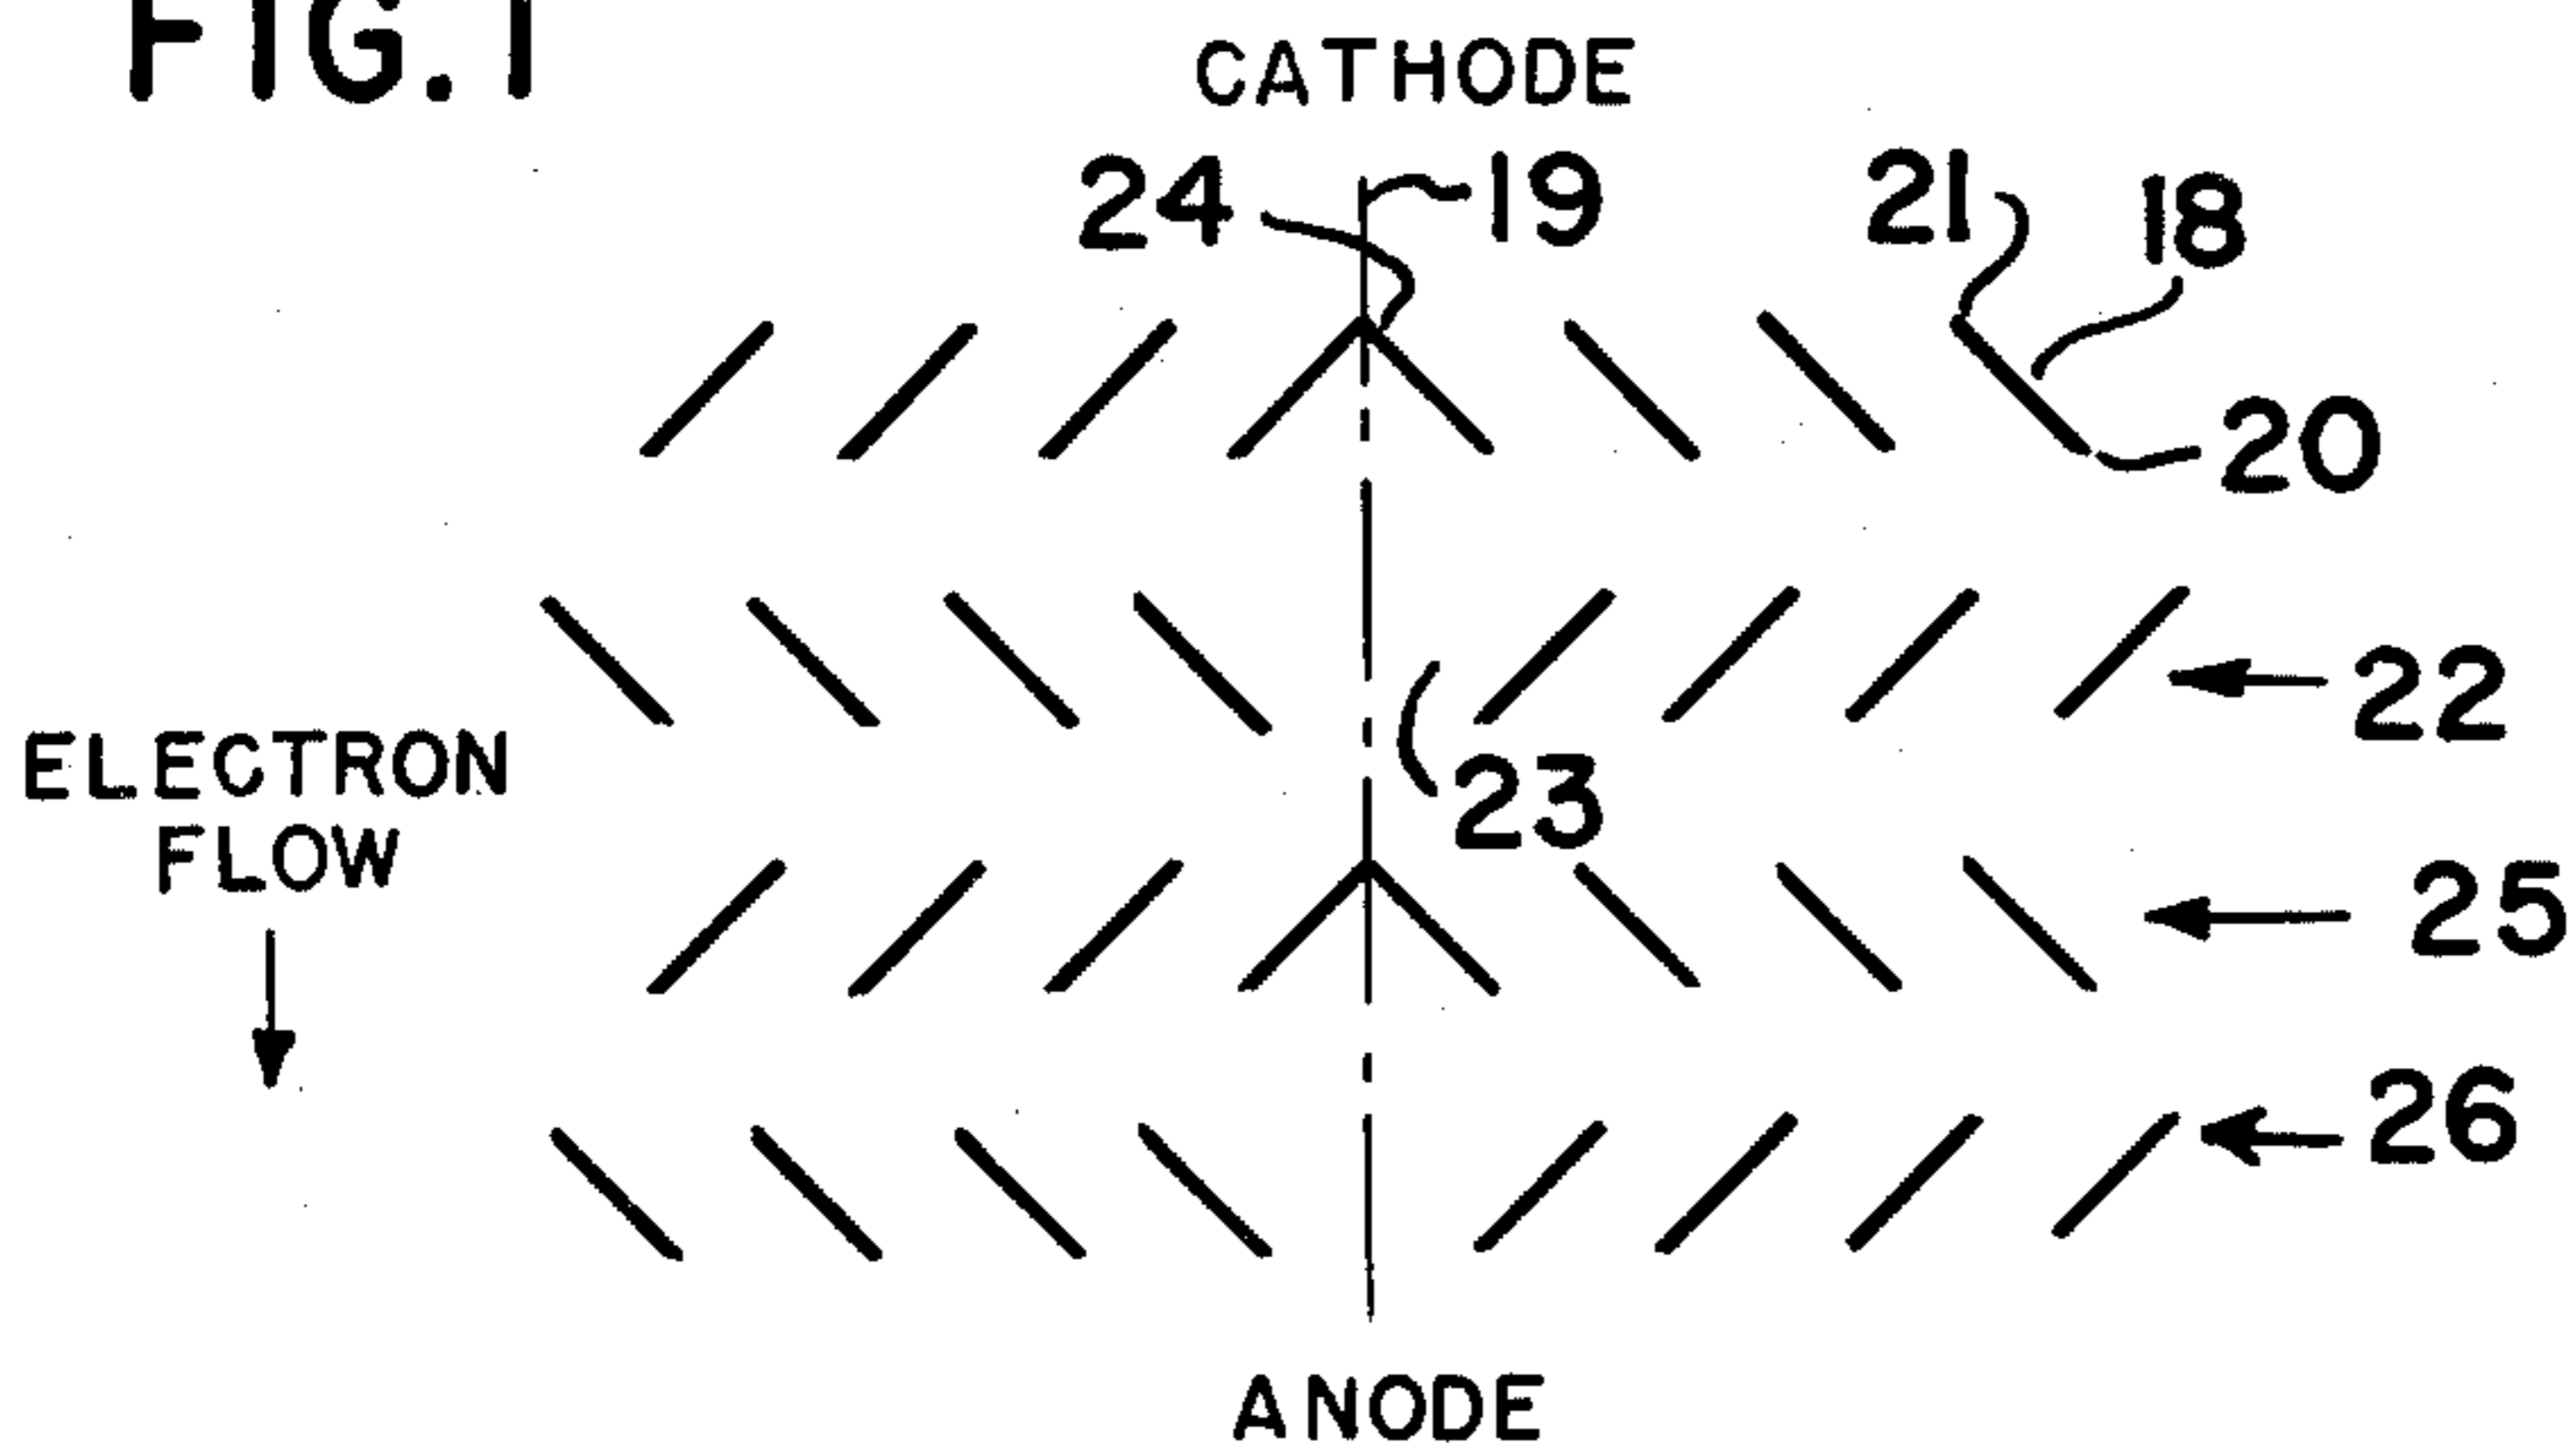 FIG. 1
CATHODE
24 19 21 18
20
22
23
ELECTRON
FLOW
25
26
ANODE